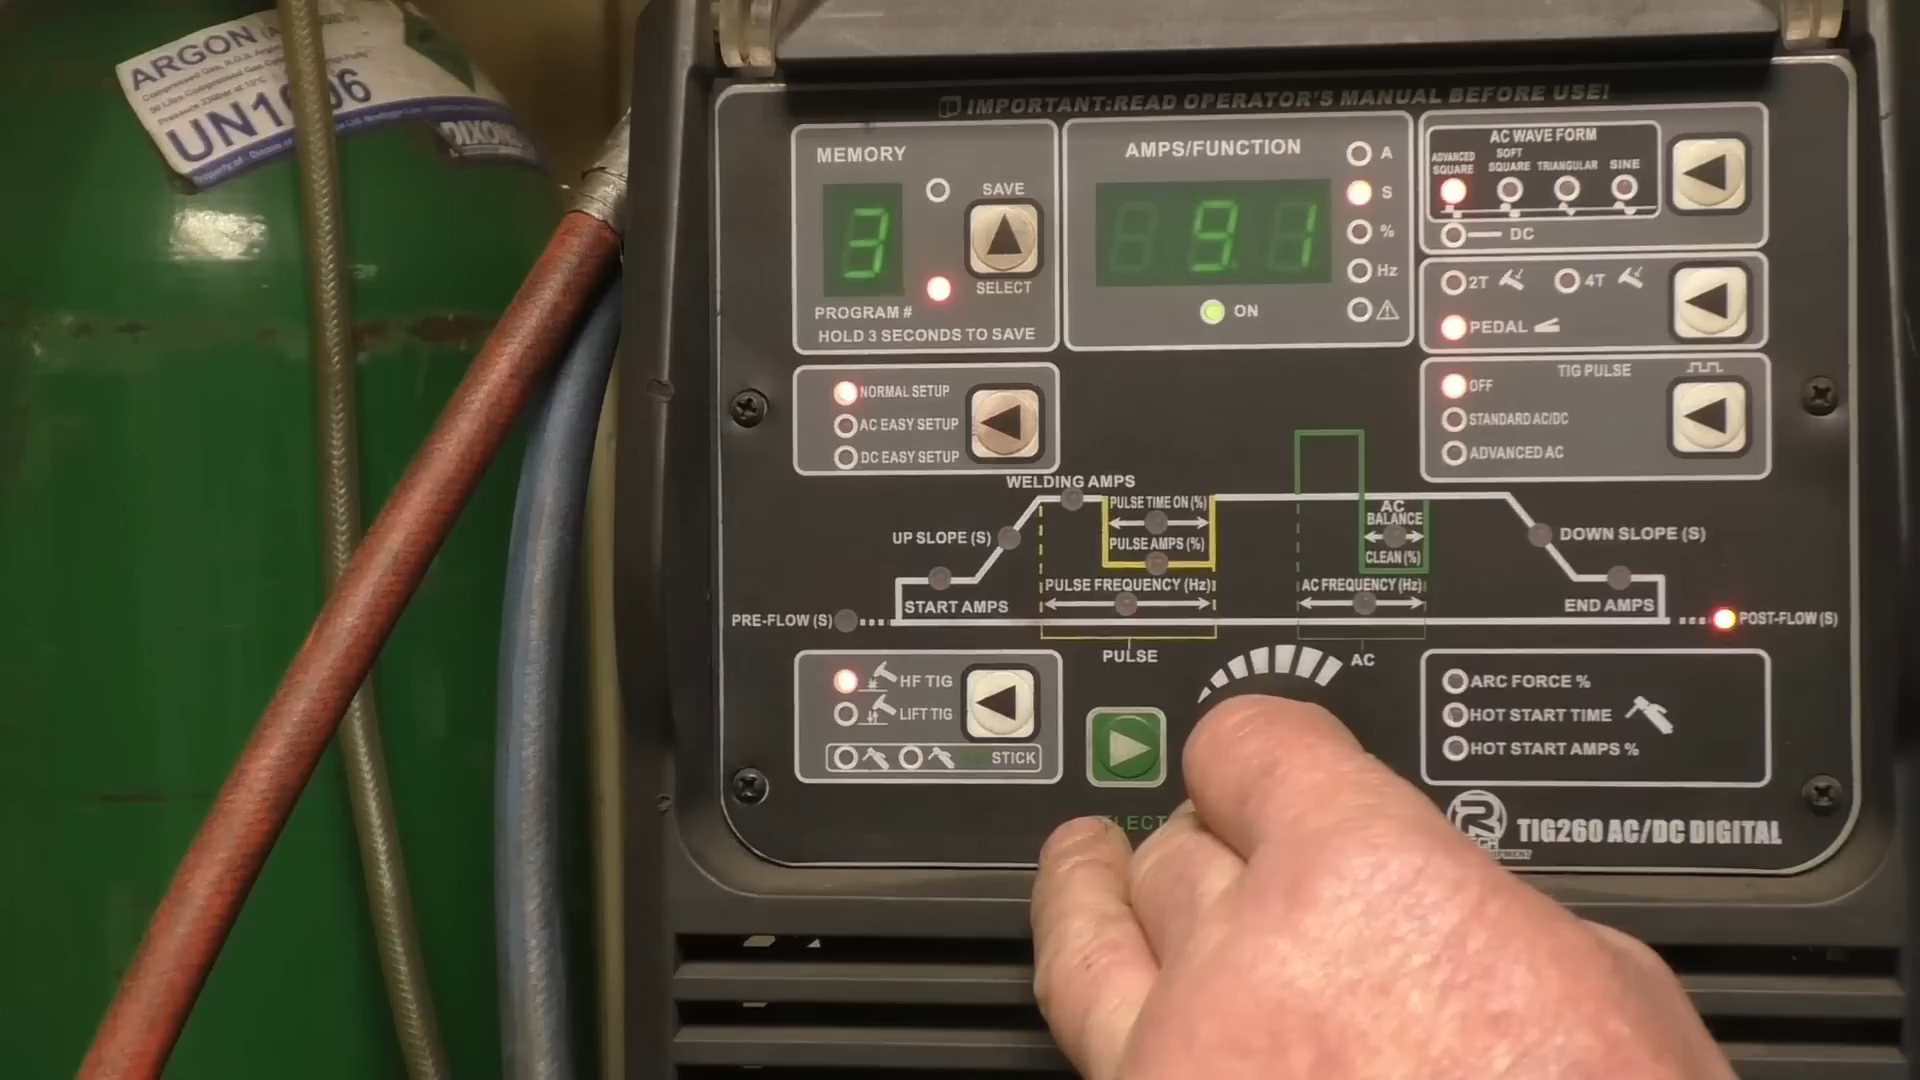 ARGON
UN1
DIXONS
IMPORTANT:READ OPERATOR'S MANUAL BEFORE USE!
MEMORY
SAVE
3
SELECT
PROGRAM #
HOLD 3 SECONDS TO SAVE
AMPS/FUNCTION
A
S
%
Hz
91
ON
AC WAVE FORM
ADVANCED SQUARE
SOFT SQUARE
TRIANGULAR
SINE
DC
2T
4T
PEDAL
TIG PULSE
OFF
STANDARD AC/DC
ADVANCED AC
NORMAL SETUP
AC EASY SETUP
DC EASY SETUP
WELDING AMPS
PULSE TIME ON (%)
PULSE AMPS (%)
UP SLOPE (S)
PULSE FREQUENCY (Hz)
START AMPS
PRE-FLOW (S)
PULSE
AC
BALANCE
CLEAN (%)
AC FREQUENCY (Hz)
AC
DOWN SLOPE (S)
END AMPS
POST-FLOW (S)
HF TIG
LIFT TIG
STICK
ELECT
ARC FORCE %
HOT START TIME
HOT START AMPS %
TIG260 AC/DC DIGITAL